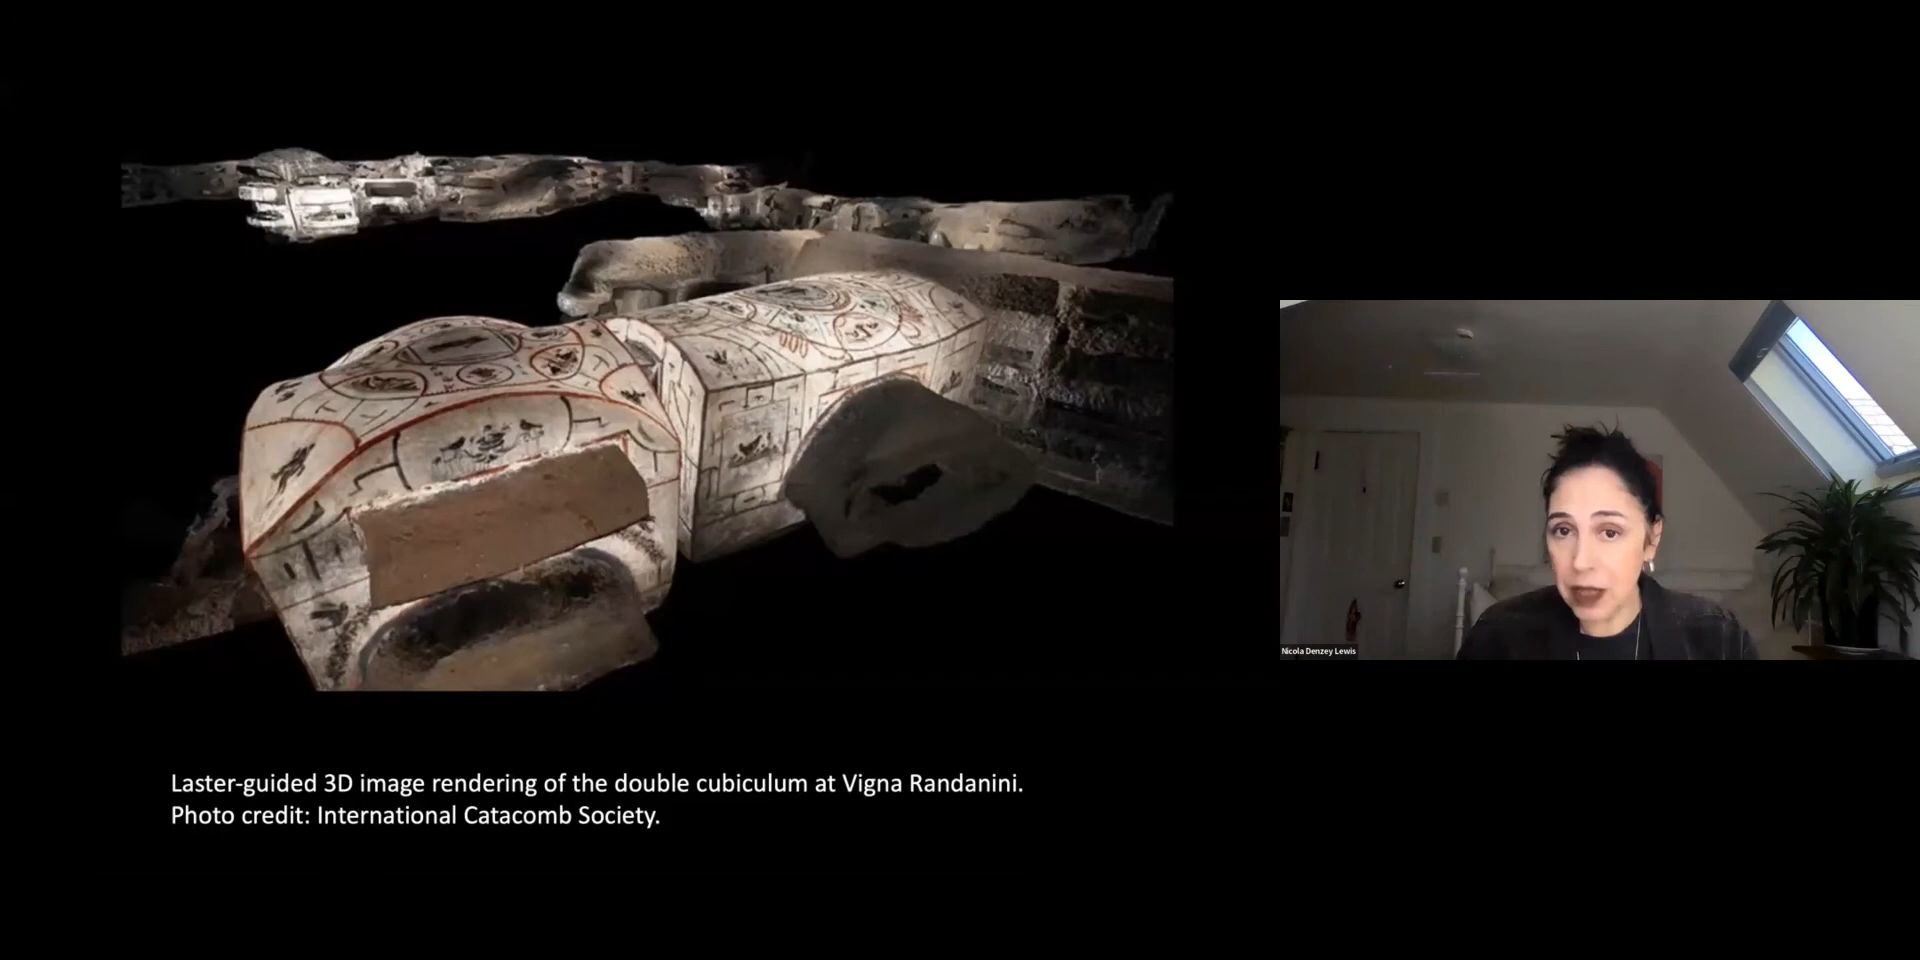 Laster-guided 3D image rendering of the double cubiculum at Vigna Randanini.
Photo credit: International Catacomb Society.
Nicola Denzey Lewis